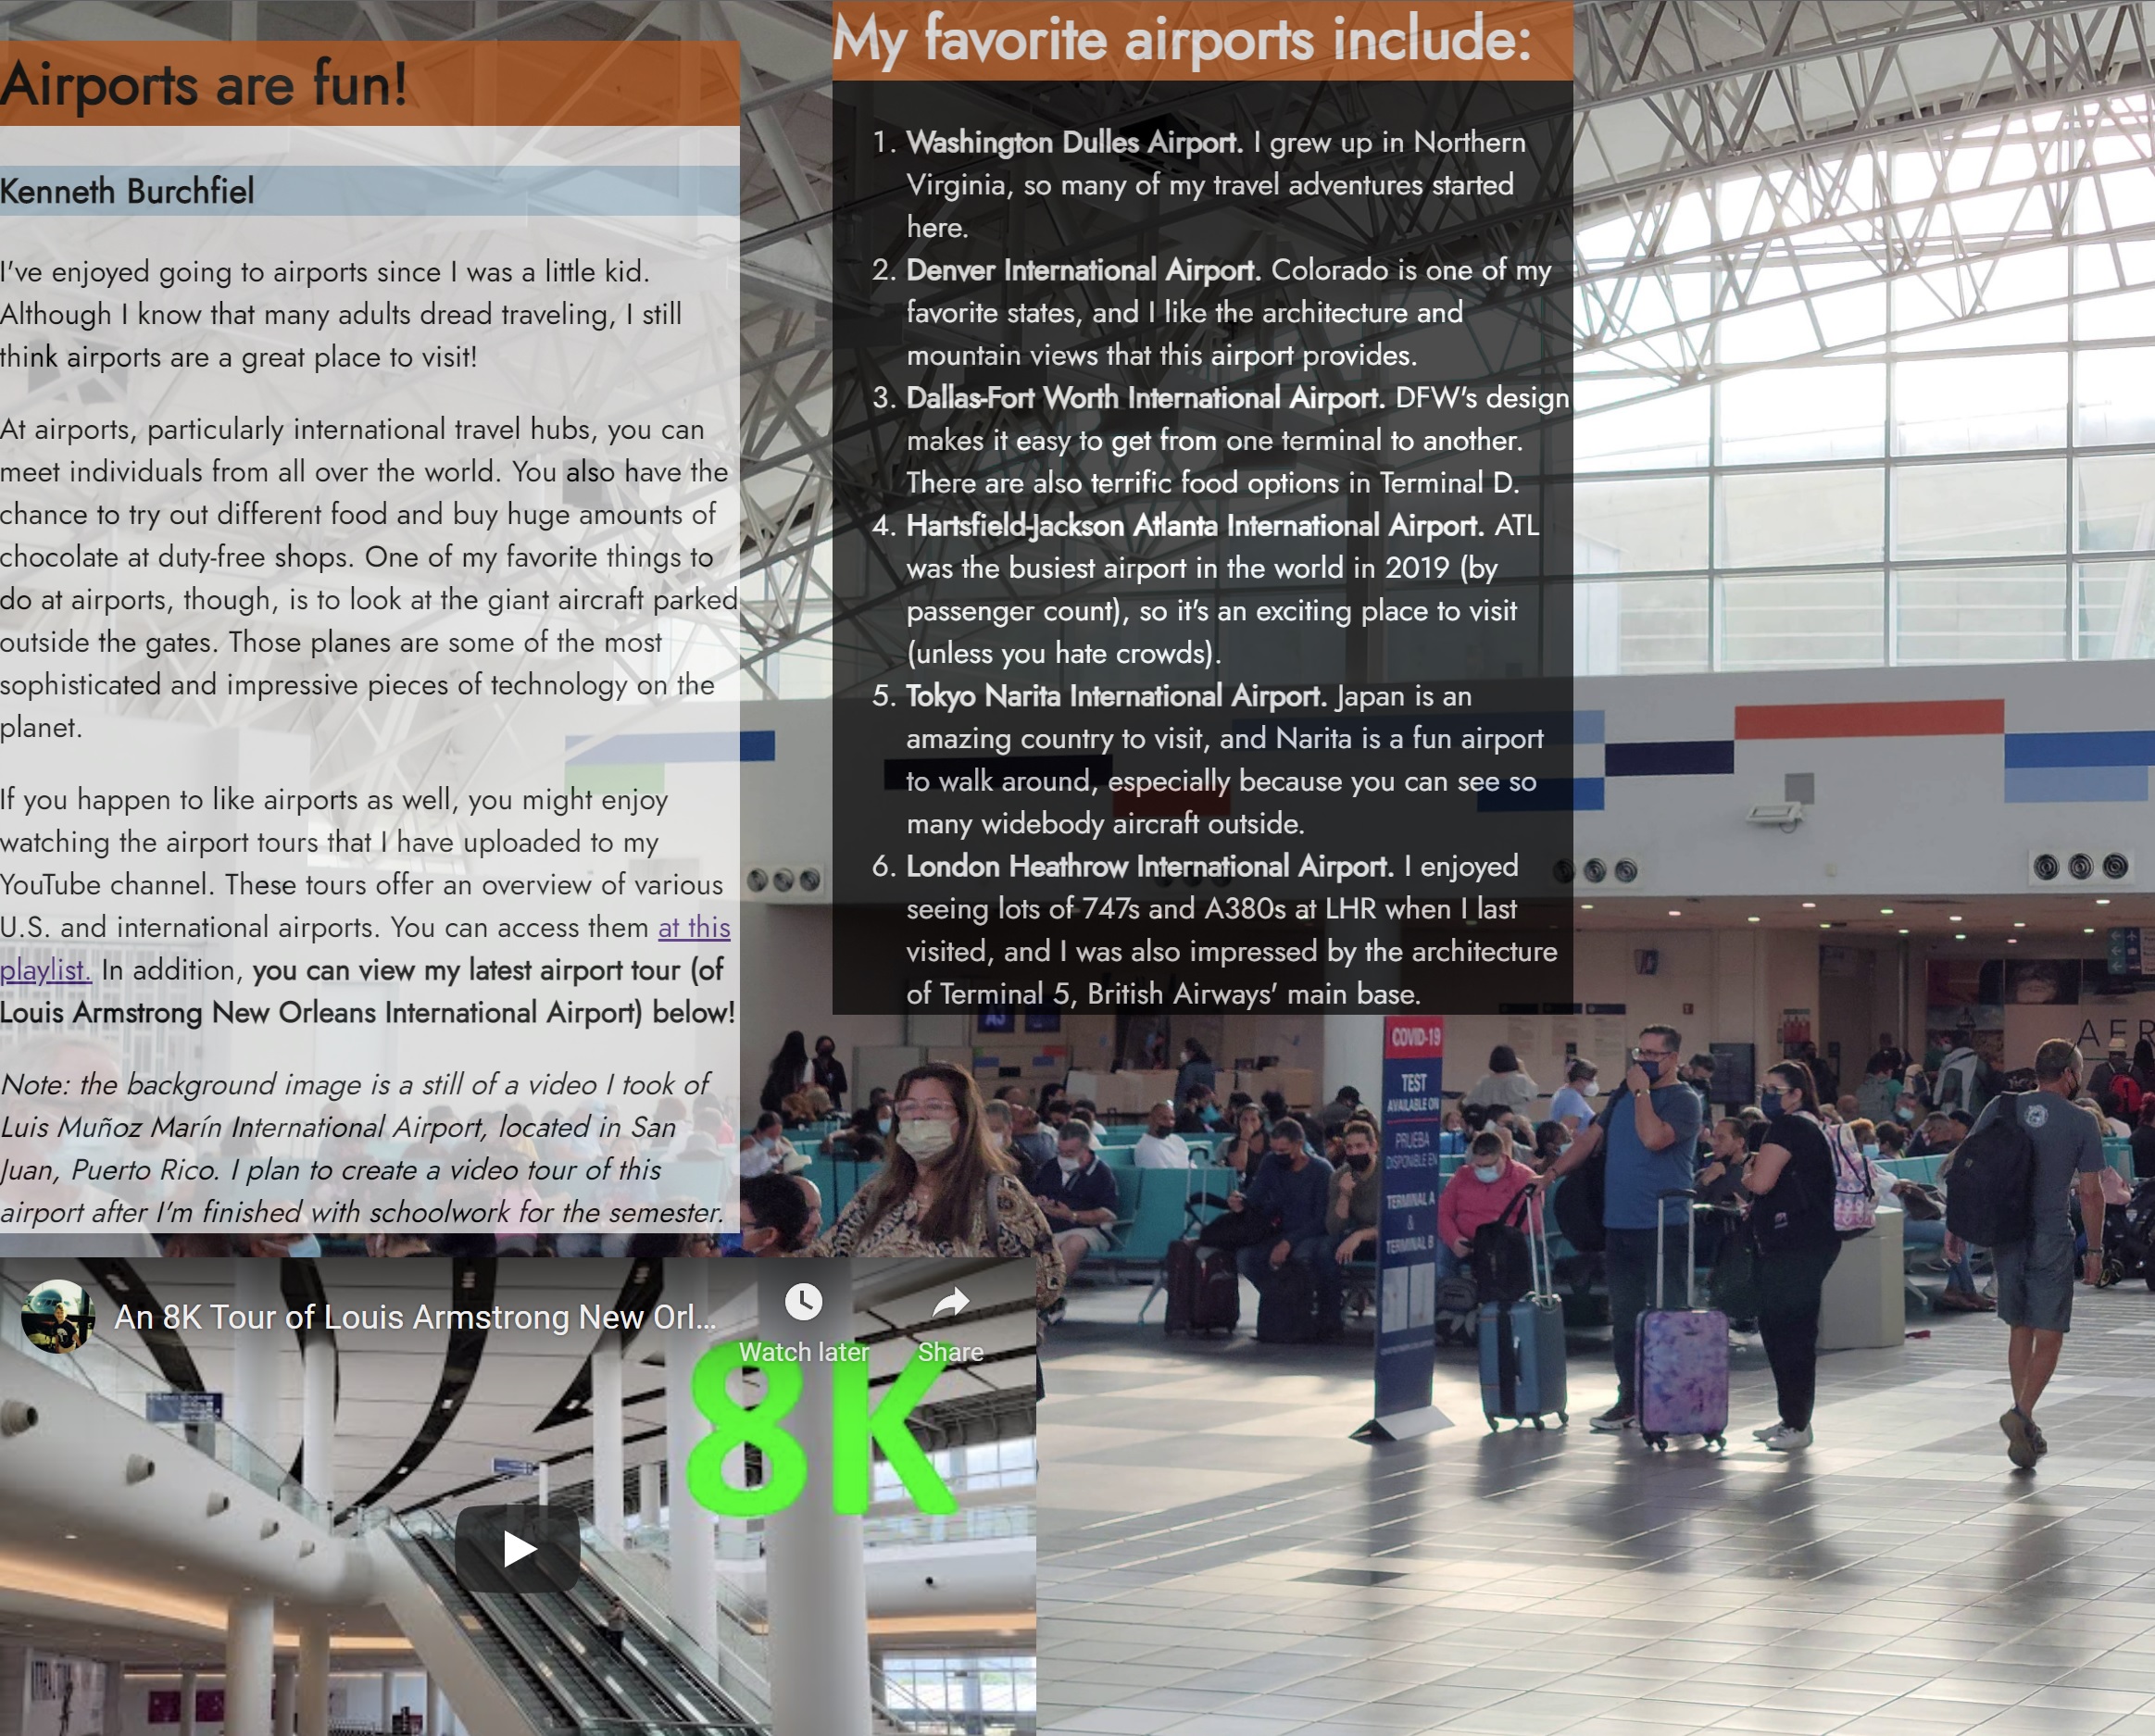 Airports are fun!
Kenneth Burchfiel
I've enjoyed going to airports since I was a little kid.
Although I know that many adults dread traveling, I still
think airports are a great place to visit!
At airports, particularly international travel hubs, you can
meet individuals from all over the world. You also have the
chance to try out different food and buy huge amounts of
chocolate at duty-free shops. One of my favorite things to
do at airports, though, is to look at the giant aircraft parked
outside the gates. Those planes are some of the most
sophisticated and impressive pieces of technology on the
planet.
If you happen to like airports as well, you might enjoy
watching the airport tours that I have uploaded to my
YouTube channel. These tours offer an overview of various
U.S. and international airports. You can access them at this
playlist. In addition, you can view my latest airport tour (of
Louis Armstrong New Orleans International Airport) below!
Note: the background image is a still of a video I took of
Luis Muñoz Marín International Airport, located in San
Juan, Puerto Rico. I plan to create a video tour of this
airport after I'm finished with schoolwork for the semester.
An 8K Tour of Louis Armstrong New Orl...
Watch later
Share
8K
My favorite airports include:
1. Washington Dulles Airport. I grew up in Northern
Virginia, so many of my travel adventures started
here.
2. Denver International Airport. Colorado is one of my
favorite states, and I like the architecture and
mountain views that this airport provides.
3. Dallas-Fort Worth International Airport. DFW's design
makes it easy to get from one terminal to another.
There are also terrific food options in Terminal D.
4. Hartsfield-Jackson Atlanta International Airport. ATL
was the busiest airport in the world in 2019 (by
passenger count), so it's an exciting place to visit
(unless you hate crowds).
5. Tokyo Narita International Airport. Japan is an
amazing country to visit, and Narita is a fun airport
to walk around, especially because you can see so
many widebody aircraft outside.
6. London Heathrow International Airport. I enjoyed
seeing lots of 747s and A380s at LHR when I last
visited, and I was also impressed by the architecture
of Terminal 5, British Airways' main base.
A3
COVID-19
TEST
AVAILABLE ON
PRUEBA
DISPONIBLE EN
TERMINAL A
&
TERMINAL B
AER